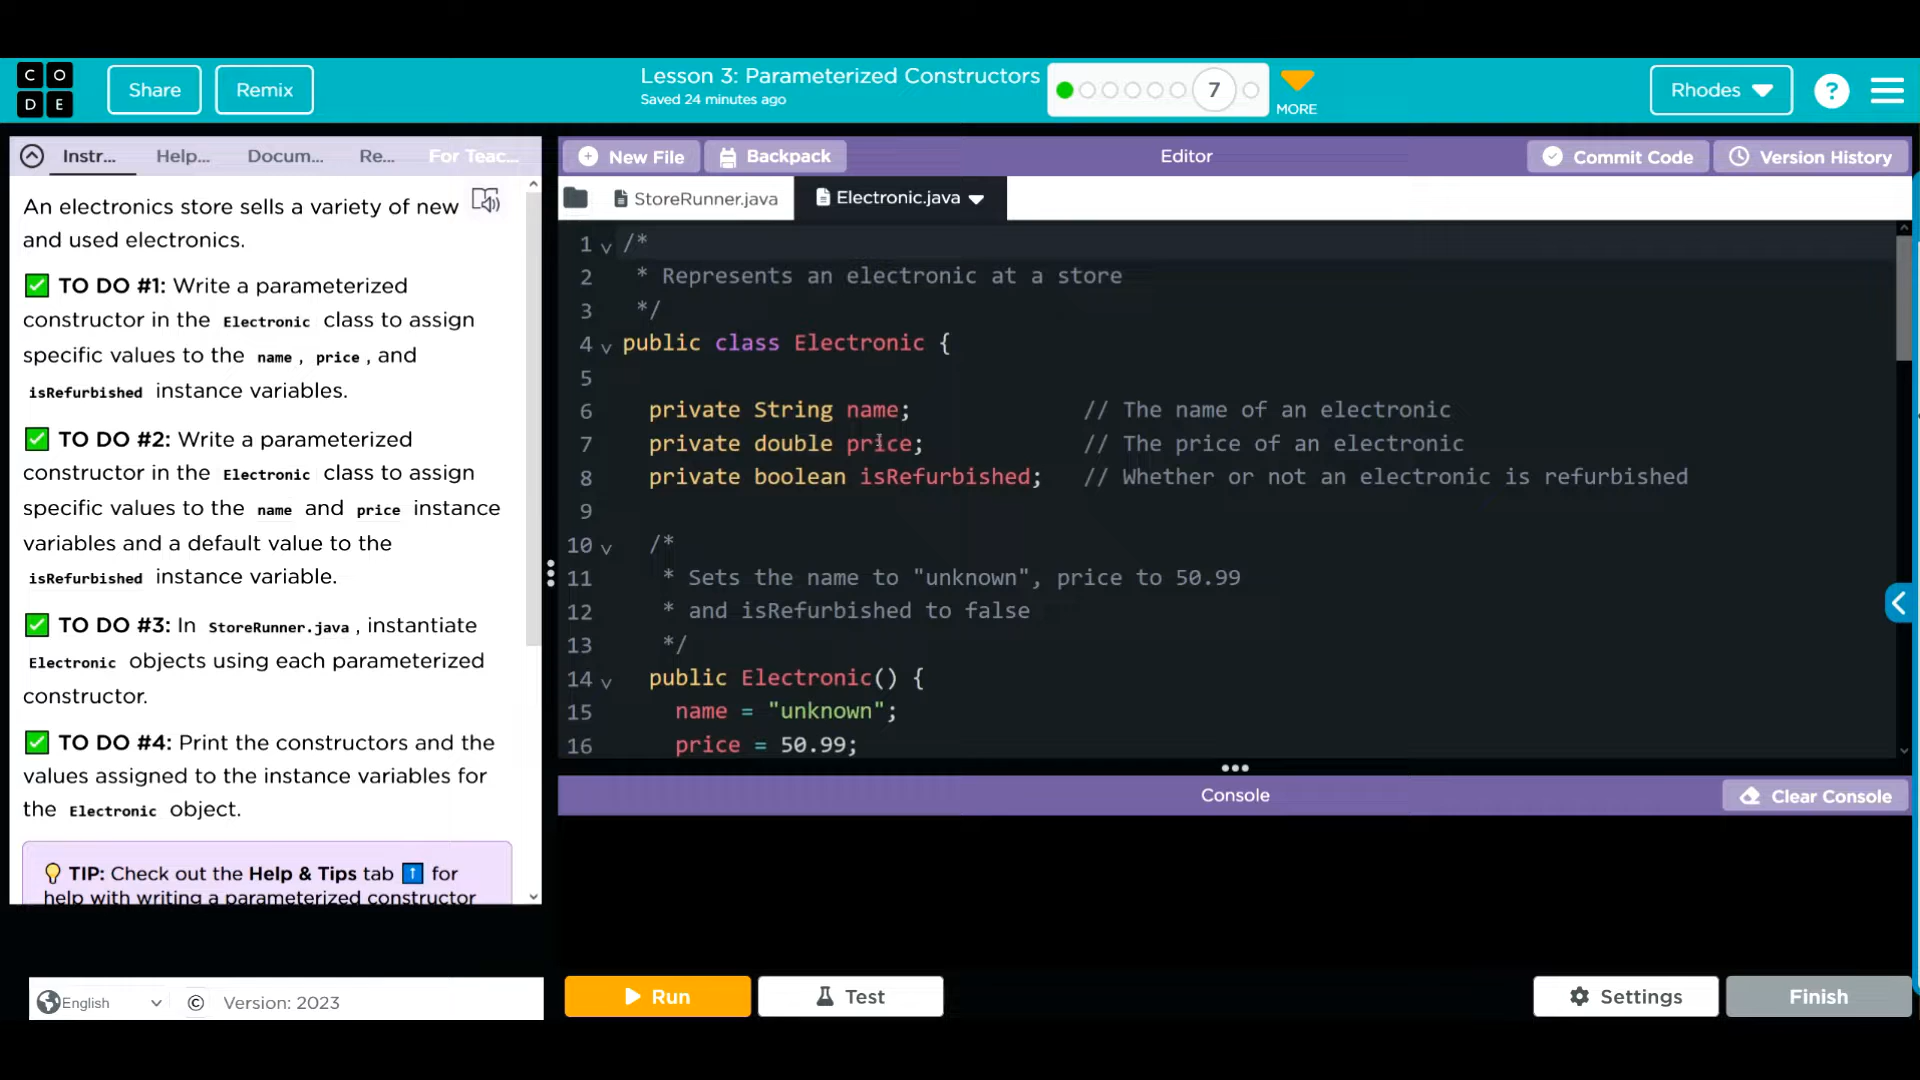 C O D E
Share
Remix
Lesson 3: Parameterized Constructors
Saved 24 minutes ago
7
MORE
Rhodes
?
Instr...
Help...
Docum...
Re...
For Teac...
New File
Backpack
Editor
Commit Code
Version History
StoreRunner.java
Electronic.java
An electronics store sells a variety of new
and used electronics.
TO DO #1: Write a parameterized
constructor in the Electronic class to assign
specific values to the name, price, and
isRefurbished instance variables.
TO DO #2: Write a parameterized
constructor in the Electronic class to assign
specific values to the name and price instance
variables and a default value to the
isRefurbished instance variable.
TO DO #3: In StoreRunner.java, instantiate
Electronic objects using each parameterized
constructor.
TO DO #4: Print the constructors and the
values assigned to the instance variables for
the Electronic object.
TIP: Check out the Help & Tips tab for
help with writing a parameterized constructor
1 /*
2 * Represents an electronic at a store
3 */
4 public class Electronic {
5
6 private String name; // The name of an electronic
7 private double price; // The price of an electronic
8 private boolean isRefurbished; // Whether or not an electronic is refurbished
9
10 /*
11 * Sets the name to "unknown", price to 50.99
12 * and isRefurbished to false
13 */
14 public Electronic() {
15 name = "unknown";
16 price = 50.99;
Console
Clear Console
English
© Version: 2023
Run
Test
Settings
Finish